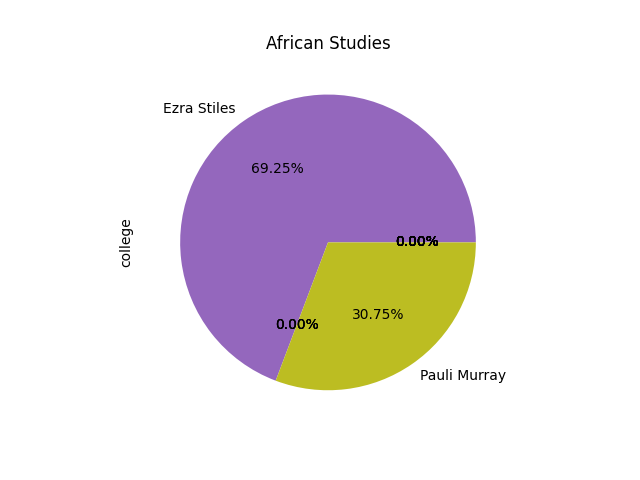 African Studies
Ezra Stiles
69.25%
college
0.00%
0.00%
30.75%
Pauli Murray